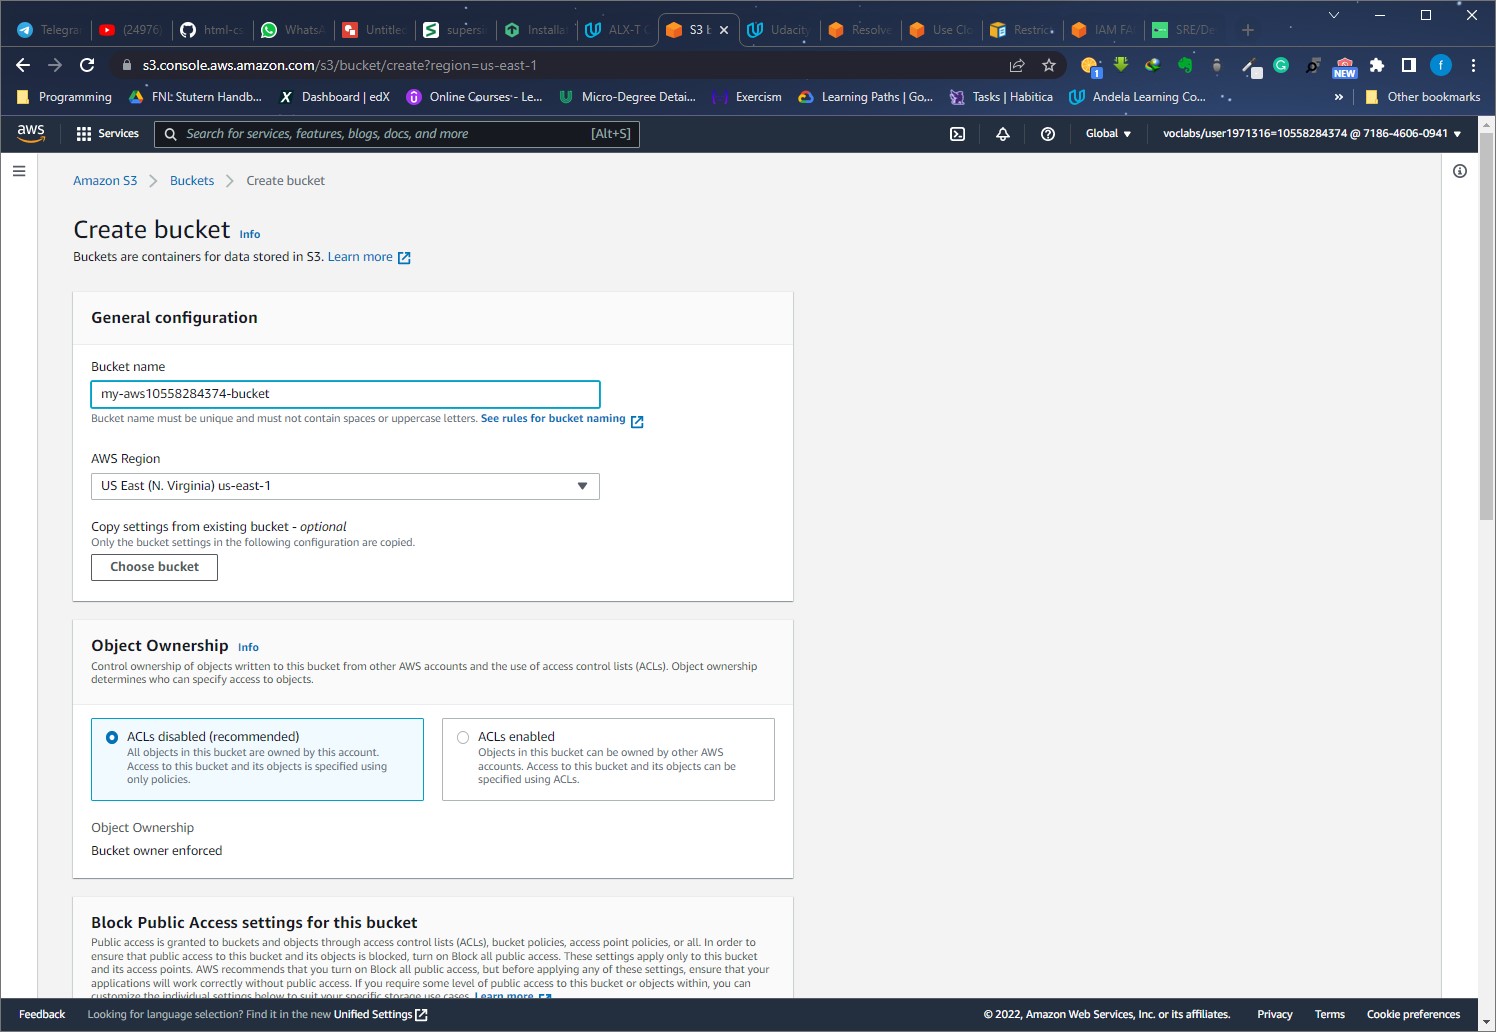 Telegra
(24976)
html-cs
WhatsA
Untitled
supers
Installa
ALX-T C
S3 b
Udacity
Resolve
Use Clo
Restric
IAM FA
SRE/De
s3.console.aws.amazon.com/s3/bucket/create?region=us-east-1
1
NEW
f
Programming
FNL: Stutern Handb...
Dashboard | edX
Online Courses - Le...
Micro-Degree Detai...
Exercism
Learning Paths | Go...
Tasks | Habitica
Andela Learning Co...
»
Other bookmarks
aws
Services
Search for services, features, blogs, docs, and more
[Alt+S]
Global
voclabs/user1971316=10558284374 @ 7186-4606-0941
Amazon S3
Buckets
Create bucket
Create bucket Info
Buckets are containers for data stored in S3. Learn more
General configuration
Bucket name
my-aws10558284374-bucket
Bucket name must be unique and must not contain spaces or uppercase letters. See rules for bucket naming
AWS Region
US East (N. Virginia) us-east-1
Copy settings from existing bucket - optional
Only the bucket settings in the following configuration are copied.
Choose bucket
Object Ownership Info
Control ownership of objects written to this bucket from other AWS accounts and the use of access control lists (ACLs). Object ownership
determines who can specify access to objects.
ACLs disabled (recommended)
All objects in this bucket are owned by this account.
Access to this bucket and its objects is specified using
only policies.
ACLs enabled
Objects in this bucket can be owned by other AWS
accounts. Access to this bucket and its objects can be
specified using ACLs.
Object Ownership
Bucket owner enforced
Block Public Access settings for this bucket
Public access is granted to buckets and objects through access control lists (ACLs), bucket policies, access point policies, or all. In order to
ensure that public access to this bucket and its objects is blocked, turn on Block all public access. These settings apply only to this bucket
and its access points. AWS recommends that you turn on Block all public access, but before applying any of these settings, ensure that your
applications will work correctly without public access. If you require some level of public access to this bucket or objects within, you can
customize the individual settings below to suit your specific storage use cases. Learn more
Feedback
Looking for language selection? Find it in the new Unified Settings
© 2022, Amazon Web Services, Inc. or its affiliates.
Privacy
Terms
Cookie preferences